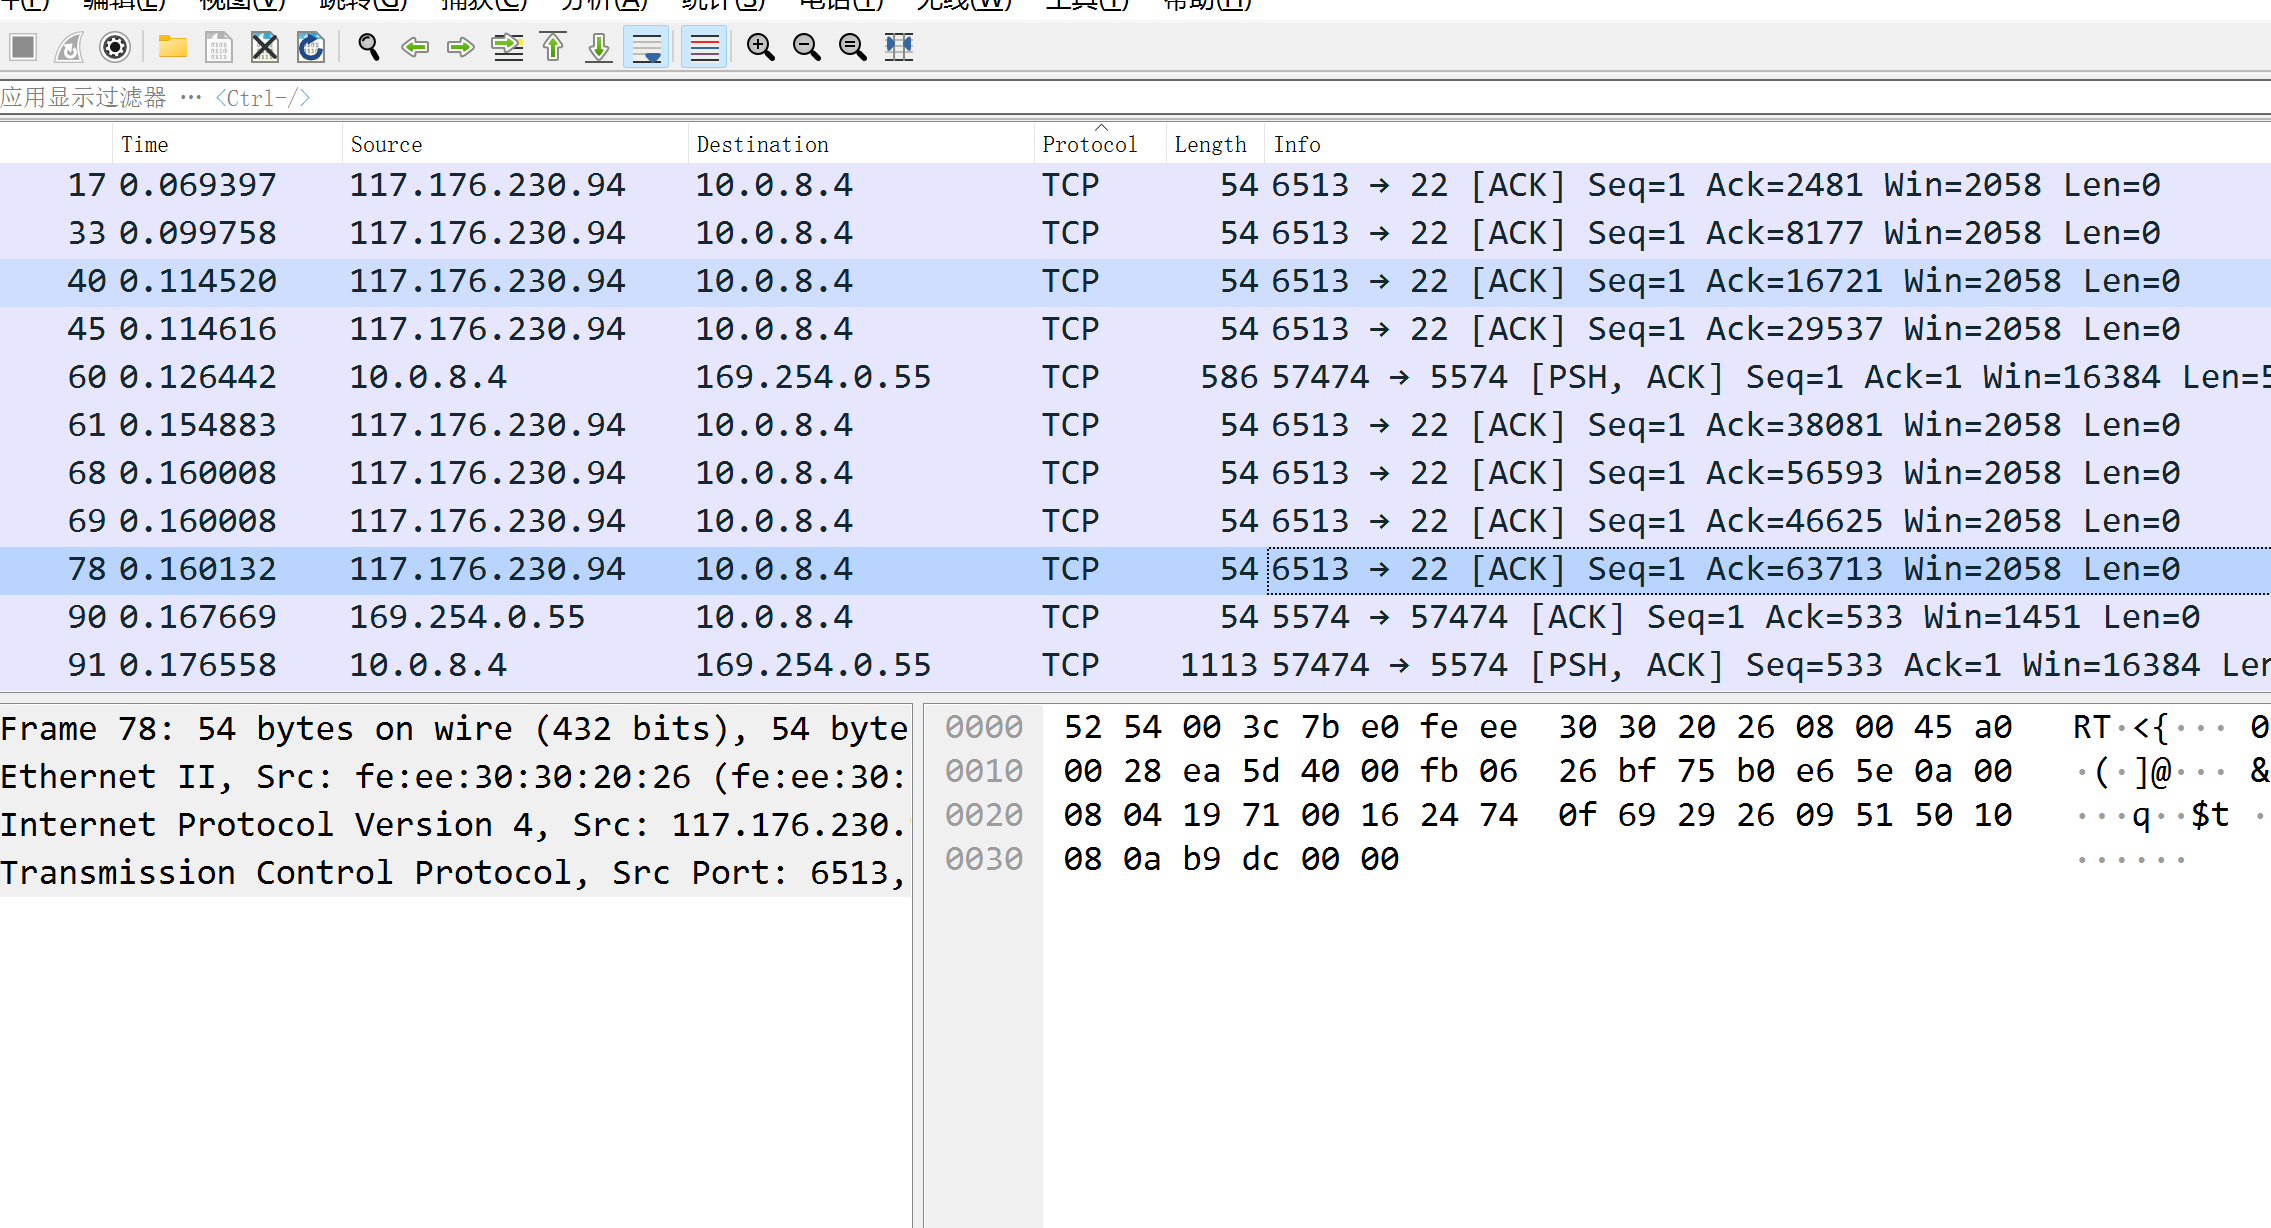 编辑(E) 视图(V) 跳转(G) 捕获(C) 分析(A) 统计(S) 电话(T) 无线(W) 工具(T) 帮助(H)
应用显示过滤器 … <Ctrl-/>
Time Source Destination Protocol Length Info
17 0.069397 117.176.230.94 10.0.8.4 TCP 54 6513 → 22 [ACK] Seq=1 Ack=2481 Win=2058 Len=0
33 0.099758 117.176.230.94 10.0.8.4 TCP 54 6513 → 22 [ACK] Seq=1 Ack=8177 Win=2058 Len=0
40 0.114520 117.176.230.94 10.0.8.4 TCP 54 6513 → 22 [ACK] Seq=1 Ack=16721 Win=2058 Len=0
45 0.114616 117.176.230.94 10.0.8.4 TCP 54 6513 → 22 [ACK] Seq=1 Ack=29537 Win=2058 Len=0
60 0.126442 10.0.8.4 169.254.0.55 TCP 586 57474 → 5574 [PSH, ACK] Seq=1 Ack=1 Win=16384 Len=5
61 0.154883 117.176.230.94 10.0.8.4 TCP 54 6513 → 22 [ACK] Seq=1 Ack=38081 Win=2058 Len=0
68 0.160008 117.176.230.94 10.0.8.4 TCP 54 6513 → 22 [ACK] Seq=1 Ack=56593 Win=2058 Len=0
69 0.160008 117.176.230.94 10.0.8.4 TCP 54 6513 → 22 [ACK] Seq=1 Ack=46625 Win=2058 Len=0
78 0.160132 117.176.230.94 10.0.8.4 TCP 54 6513 → 22 [ACK] Seq=1 Ack=63713 Win=2058 Len=0
90 0.167669 169.254.0.55 10.0.8.4 TCP 54 5574 → 57474 [ACK] Seq=1 Ack=533 Win=1451 Len=0
91 0.176558 10.0.8.4 169.254.0.55 TCP 1113 57474 → 5574 [PSH, ACK] Seq=533 Ack=1 Win=16384 Len
Frame 78: 54 bytes on wire (432 bits), 54 byte
Ethernet II, Src: fe:ee:30:30:20:26 (fe:ee:30:
Internet Protocol Version 4, Src: 117.176.230.
Transmission Control Protocol, Src Port: 6513,
0000 52 54 00 3c 7b e0 fe ee 30 30 20 26 08 00 45 a0 RT·<{··· 0
0010 00 28 ea 5d 40 00 fb 06 26 bf 75 b0 e6 5e 0a 00 ·(·]@··· &
0020 08 04 19 71 00 16 24 74 0f 69 29 26 09 51 50 10 ···q··$t ·
0030 08 0a b9 dc 00 00 ······